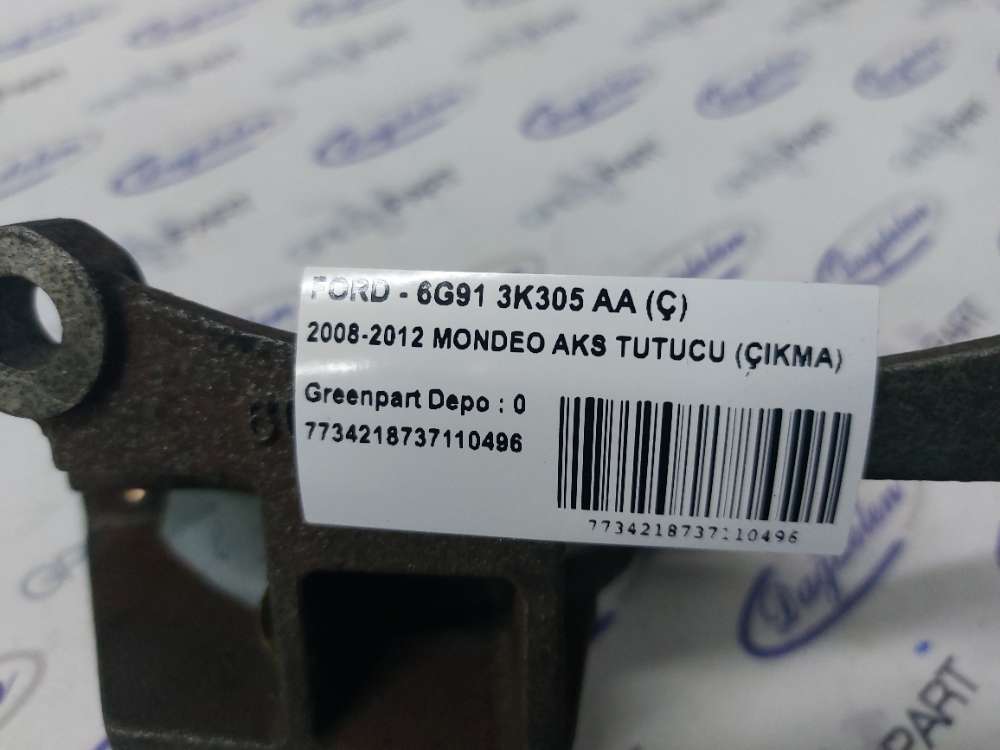 FORD - 6G91 3K305 AA (Ç)
2008-2012 MONDEO AKS TUTUCU (ÇIKMA)
Greenpart Depo : 0
7734218737110496
7734218737110496